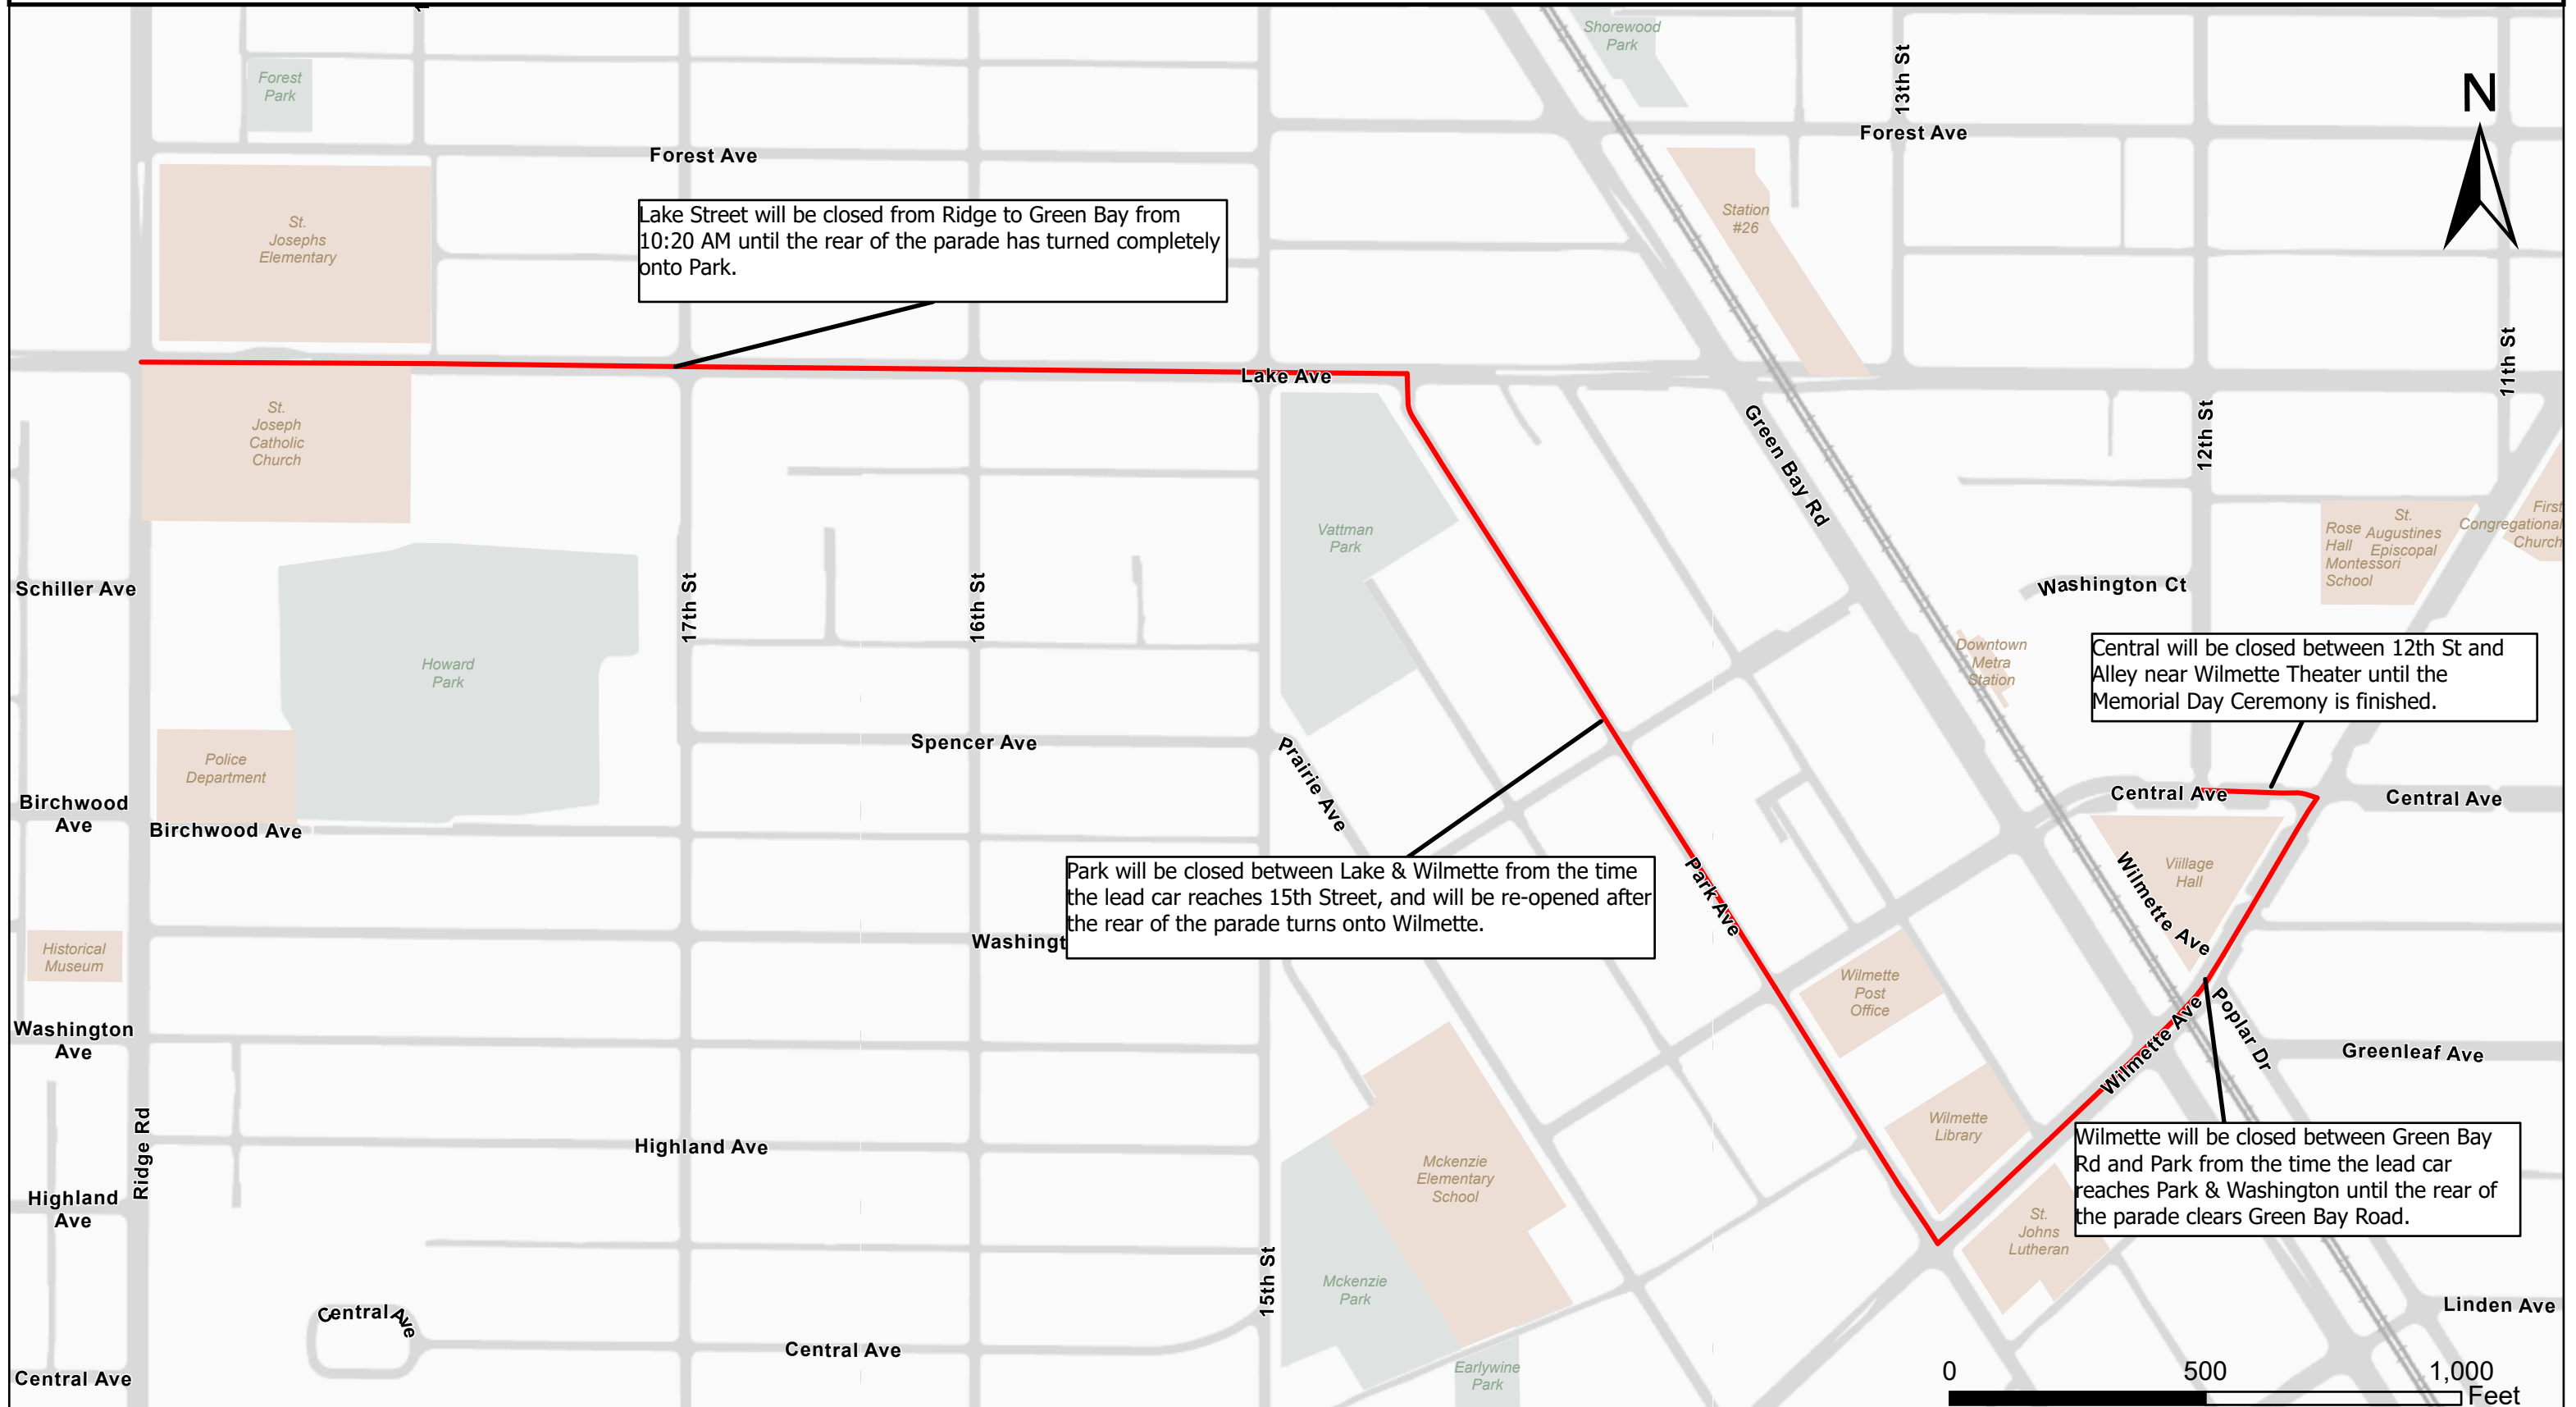 Shorewood
Park
Forest
Park
13th St
N
Forest Ave
Forest Ave
St.
Josephs
Elementary
Station
#26
Lake Street will be closed from Ridge to Green Bay from
10:20 AM until the rear of the parade has turned completely
onto Park.
Lake Ave
11th St
St.
Joseph
Catholic
Church
Green Bay Rd
12th St
Vattman
Park
Rose
Hall
Montessori
School
St.
Augustines
Episcopal
First
Congregational
Church
Schiller Ave
17th St
16th St
Washington Ct
Howard
Park
Downtown
Metra
Station
Central will be closed between 12th St and
Alley near Wilmette Theater until the
Memorial Day Ceremony is finished.
Spencer Ave
Prairie Ave
Police
Department
Birchwood
Ave
Birchwood Ave
Central Ave
Central Ave
Park will be closed between Lake & Wilmette from the time
the lead car reaches 15th Street, and will be re-opened after
the rear of the parade turns onto Wilmette.
Park Ave
Viillage
Hall
Wilmette Ave
Historical
Museum
Washingt
Wilmette
Post
Office
Washington
Ave
Wilmette Ave
Poplar Dr
Greenleaf Ave
Ridge Rd
Highland Ave
Mckenzie
Elementary
School
Wilmette
Library
Wilmette will be closed between Green Bay
Rd and Park from the time the lead car
reaches Park & Washington until the rear of
the parade clears Green Bay Road.
Highland
Ave
St.
Johns
Lutheran
15th St
Mckenzie
Park
Central Ave
Linden Ave
Central Ave
Central Ave
Earlywine
Park
0 500 1,000
Feet